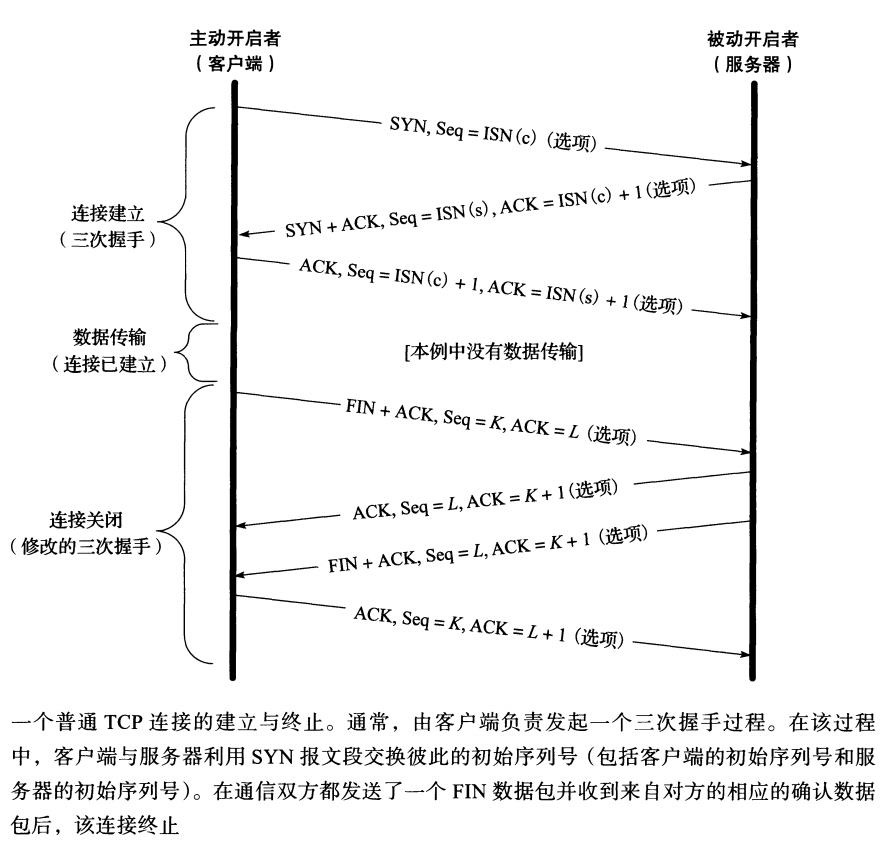 主动开启者
（客户端）
被动开启者
（服务器）
SYN, Seq = ISN(c) (选项)
SYN + ACK, Seq = ISN(s), ACK = ISN(c) + 1(选项)
连接建立
（三次握手）
ACK, Seq = ISN(c) + 1, ACK = ISN(s) + 1(选项)
数据传输
（连接已建立）
[本例中没有数据传输]
FIN + ACK, Seq = K, ACK = L (选项)
ACK, Seq = L, ACK = K + 1(选项)
连接关闭
（修改的三次握手）
FIN + ACK, Seq = L, ACK = K + 1 (选项)
ACK, Seq = K, ACK = L + 1 (选项)
一个普通 TCP 连接的建立与终止。通常，由客户端负责发起一个三次握手过程。在该过程
中，客户端与服务器利用 SYN 报文段交换彼此的初始序列号（包括客户端的初始序列号和服
务器的初始序列号）。在通信双方都发送了一个 FIN 数据包并收到来自对方的相应的确认数据
包后，该连接终止